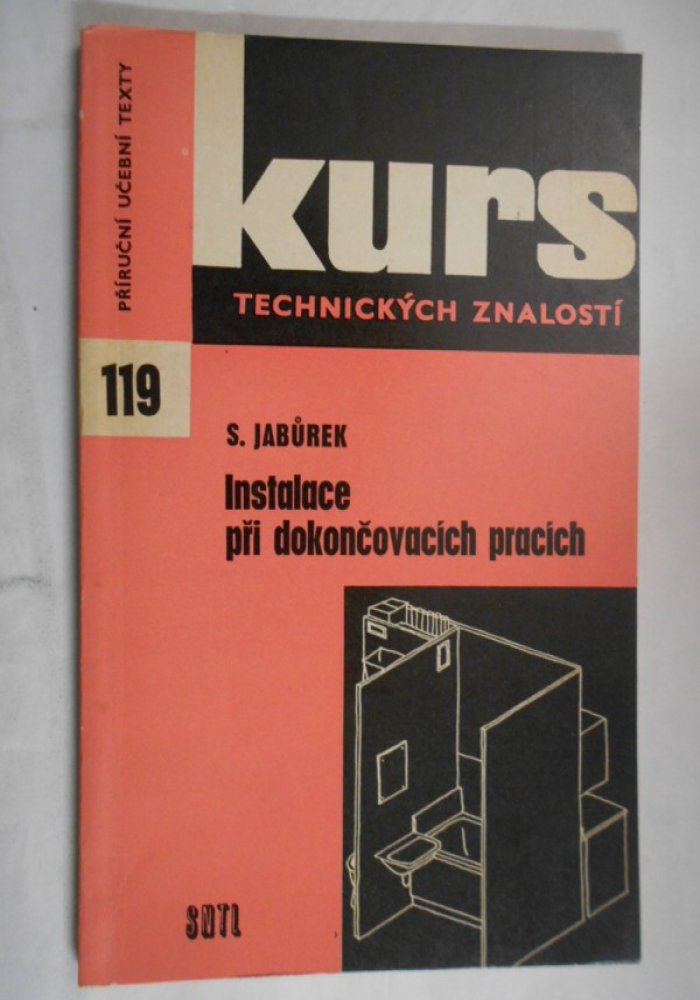 PŘÍRUČNÍ UČEBNÍ TEXTY
kurs
TECHNICKÝCH ZNALOSTÍ
119
S. JABŮREK
Instalace
při dokončovacích pracích
SNTL